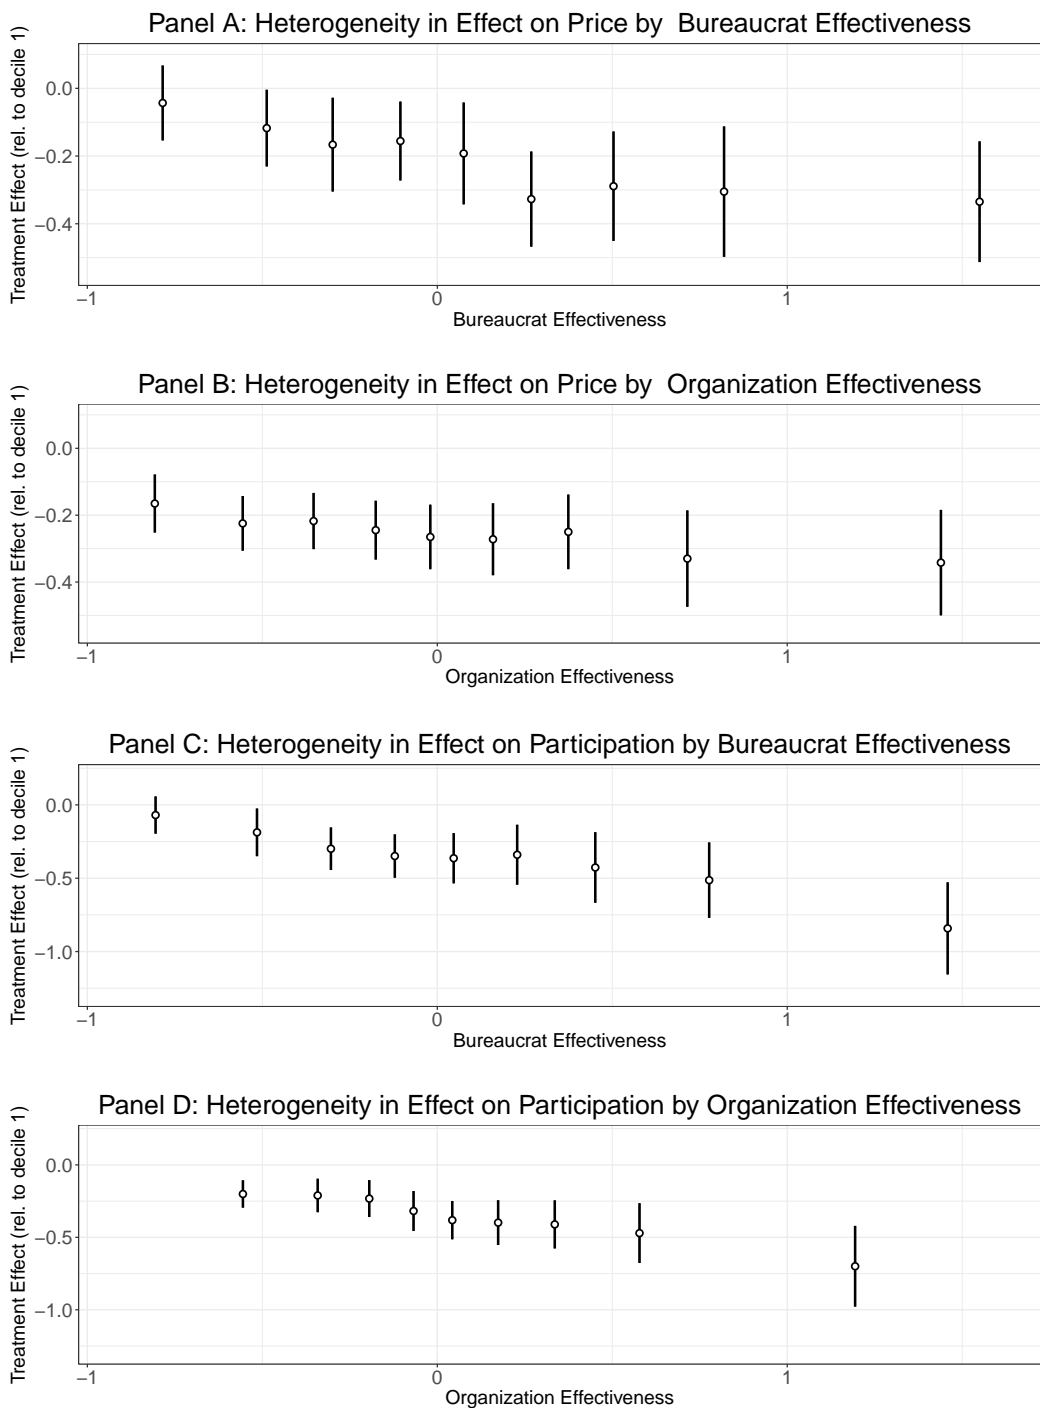 Panel A: Heterogeneity in Effect on Price by  Bureaucrat Effectiveness
Treatment Effect (rel. to decile 1)
0.0
−0.2
−0.4
−1 0 1
Bureaucrat Effectiveness
Panel B: Heterogeneity in Effect on Price by  Organization Effectiveness
Treatment Effect (rel. to decile 1)
0.0
−0.2
−0.4
−1 0 1
Organization Effectiveness
Panel C: Heterogeneity in Effect on Participation by Bureaucrat Effectiveness
Treatment Effect (rel. to decile 1)
0.0
−0.5
−1.0
−1 0 1
Bureaucrat Effectiveness
Panel D: Heterogeneity in Effect on Participation by Organization Effectiveness
Treatment Effect (rel. to decile 1)
0.0
−0.5
−1.0
−1 0 1
Organization Effectiveness